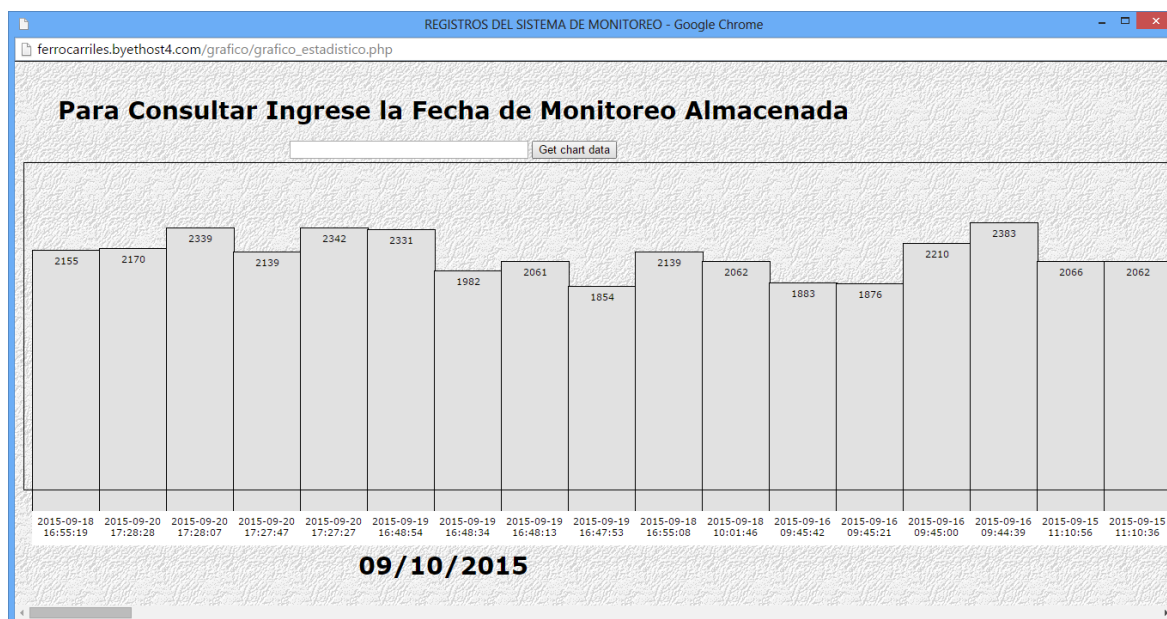 REGISTROS DEL SISTEMA DE MONITOREO - Google Chrome
ferrocarriles.byethost4.com/grafico/grafico_estadistico.php
Para Consultar Ingrese la Fecha de Monitoreo Almacenada
Get chart data
2155 2170 2339 2139 2342 2331 1982 2061 1854 2139 2062 1883 1876 2210 2383 2066 2062
2015-09-18 2015-09-20 2015-09-20 2015-09-20 2015-09-20 2015-09-19 2015-09-19 2015-09-19 2015-09-19 2015-09-18 2015-09-18 2015-09-16 2015-09-16 2015-09-16 2015-09-16 2015-09-15 2015-09-15
16:55:19 17:28:28 17:28:07 17:27:47 17:27:27 16:48:54 16:48:34 16:48:13 16:47:53 16:55:08 10:01:46 09:45:42 09:45:21 09:45:00 09:44:39 11:10:56 11:10:36
09/10/2015